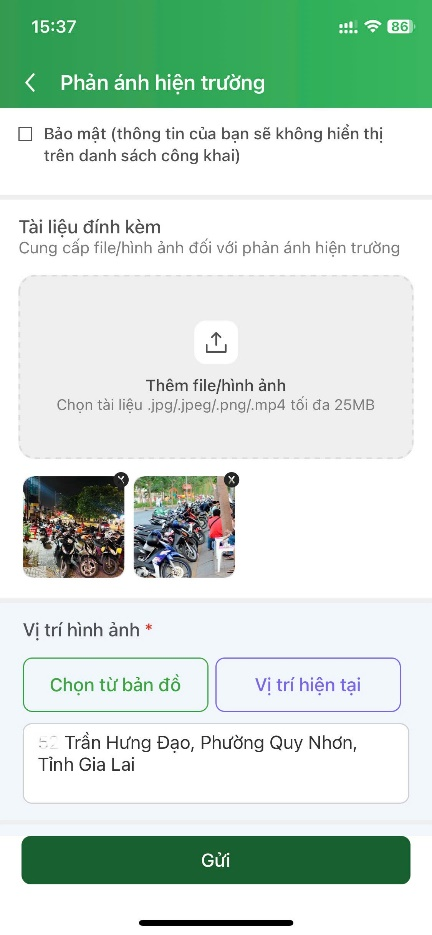 15:37
86
Phản ánh hiện trường
Bảo mật (thông tin của bạn sẽ không hiển thị
trên danh sách công khai)
Tài liệu đính kèm
Cung cấp file/hình ảnh đối với phản ánh hiện trường
Thêm file/hình ảnh
Chọn tài liệu .jpg/.jpeg/.png/.mp4 tối đa 25MB
Vị trí hình ảnh *
Chọn từ bản đồ
Vị trí hiện tại
Trần Hưng Đạo, Phường Quy Nhơn,
Tỉnh Gia Lai
Gửi